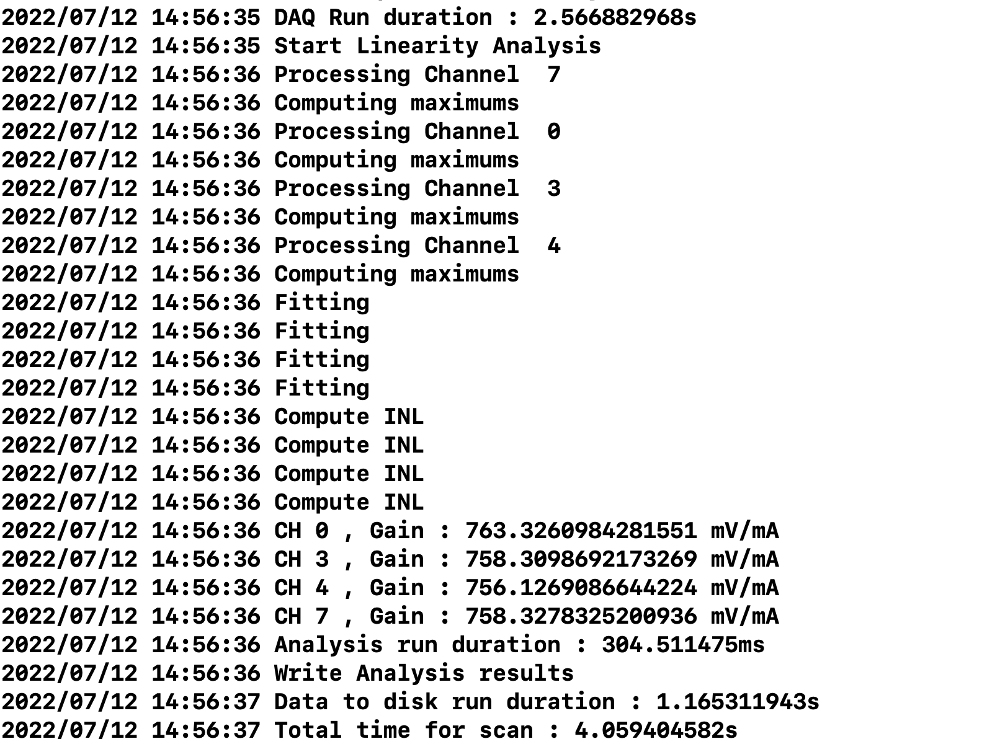 2022/07/12 14:56:35 DAQ Run duration : 2.566882968s
2022/07/12 14:56:35 Start Linearity Analysis
2022/07/12 14:56:36 Processing Channel  7
2022/07/12 14:56:36 Computing maximums
2022/07/12 14:56:36 Processing Channel  0
2022/07/12 14:56:36 Computing maximums
2022/07/12 14:56:36 Processing Channel  3
2022/07/12 14:56:36 Computing maximums
2022/07/12 14:56:36 Processing Channel  4
2022/07/12 14:56:36 Computing maximums
2022/07/12 14:56:36 Fitting
2022/07/12 14:56:36 Fitting
2022/07/12 14:56:36 Fitting
2022/07/12 14:56:36 Fitting
2022/07/12 14:56:36 Compute INL
2022/07/12 14:56:36 Compute INL
2022/07/12 14:56:36 Compute INL
2022/07/12 14:56:36 Compute INL
2022/07/12 14:56:36 CH 0 , Gain : 763.3260984281551 mV/mA
2022/07/12 14:56:36 CH 3 , Gain : 758.3098692173269 mV/mA
2022/07/12 14:56:36 CH 4 , Gain : 756.1269086644224 mV/mA
2022/07/12 14:56:36 CH 7 , Gain : 758.3278325200936 mV/mA
2022/07/12 14:56:36 Analysis run duration : 304.511475ms
2022/07/12 14:56:36 Write Analysis results
2022/07/12 14:56:37 Data to disk run duration : 1.165311943s
2022/07/12 14:56:37 Total time for scan : 4.059404582s